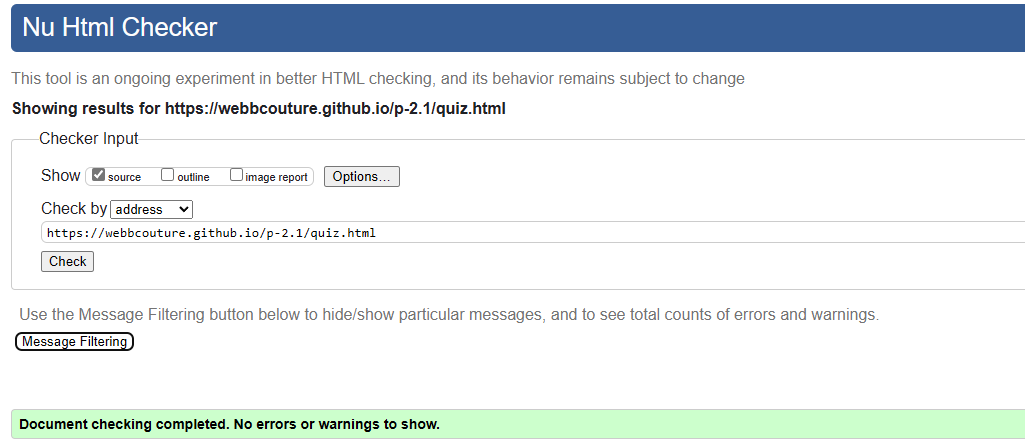 Nu Html Checker
This tool is an ongoing experiment in better HTML checking, and its behavior remains subject to change
Showing results for https://webbcouture.github.io/p-2.1/quiz.html
Checker Input
Show source outline image report Options...
Check by address
https://webbcouture.github.io/p-2.1/quiz.html
Check
Use the Message Filtering button below to hide/show particular messages, and to see total counts of errors and warnings.
Message Filtering
Document checking completed. No errors or warnings to show.